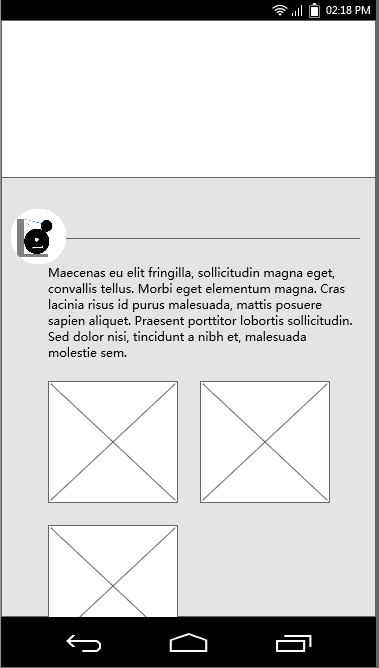 02:18 PM
Maecenas eu elit fringilla, sollicitudin magna eget,
convallis tellus. Morbi eget elementum magna. Cras
lacinia risus id purus malesuada, mattis posuere
sapien aliquet. Praesent porttitor lobortis sollicitudin.
Sed dolor nisi, tincidunt a nibh et, malesuada
molestie sem.